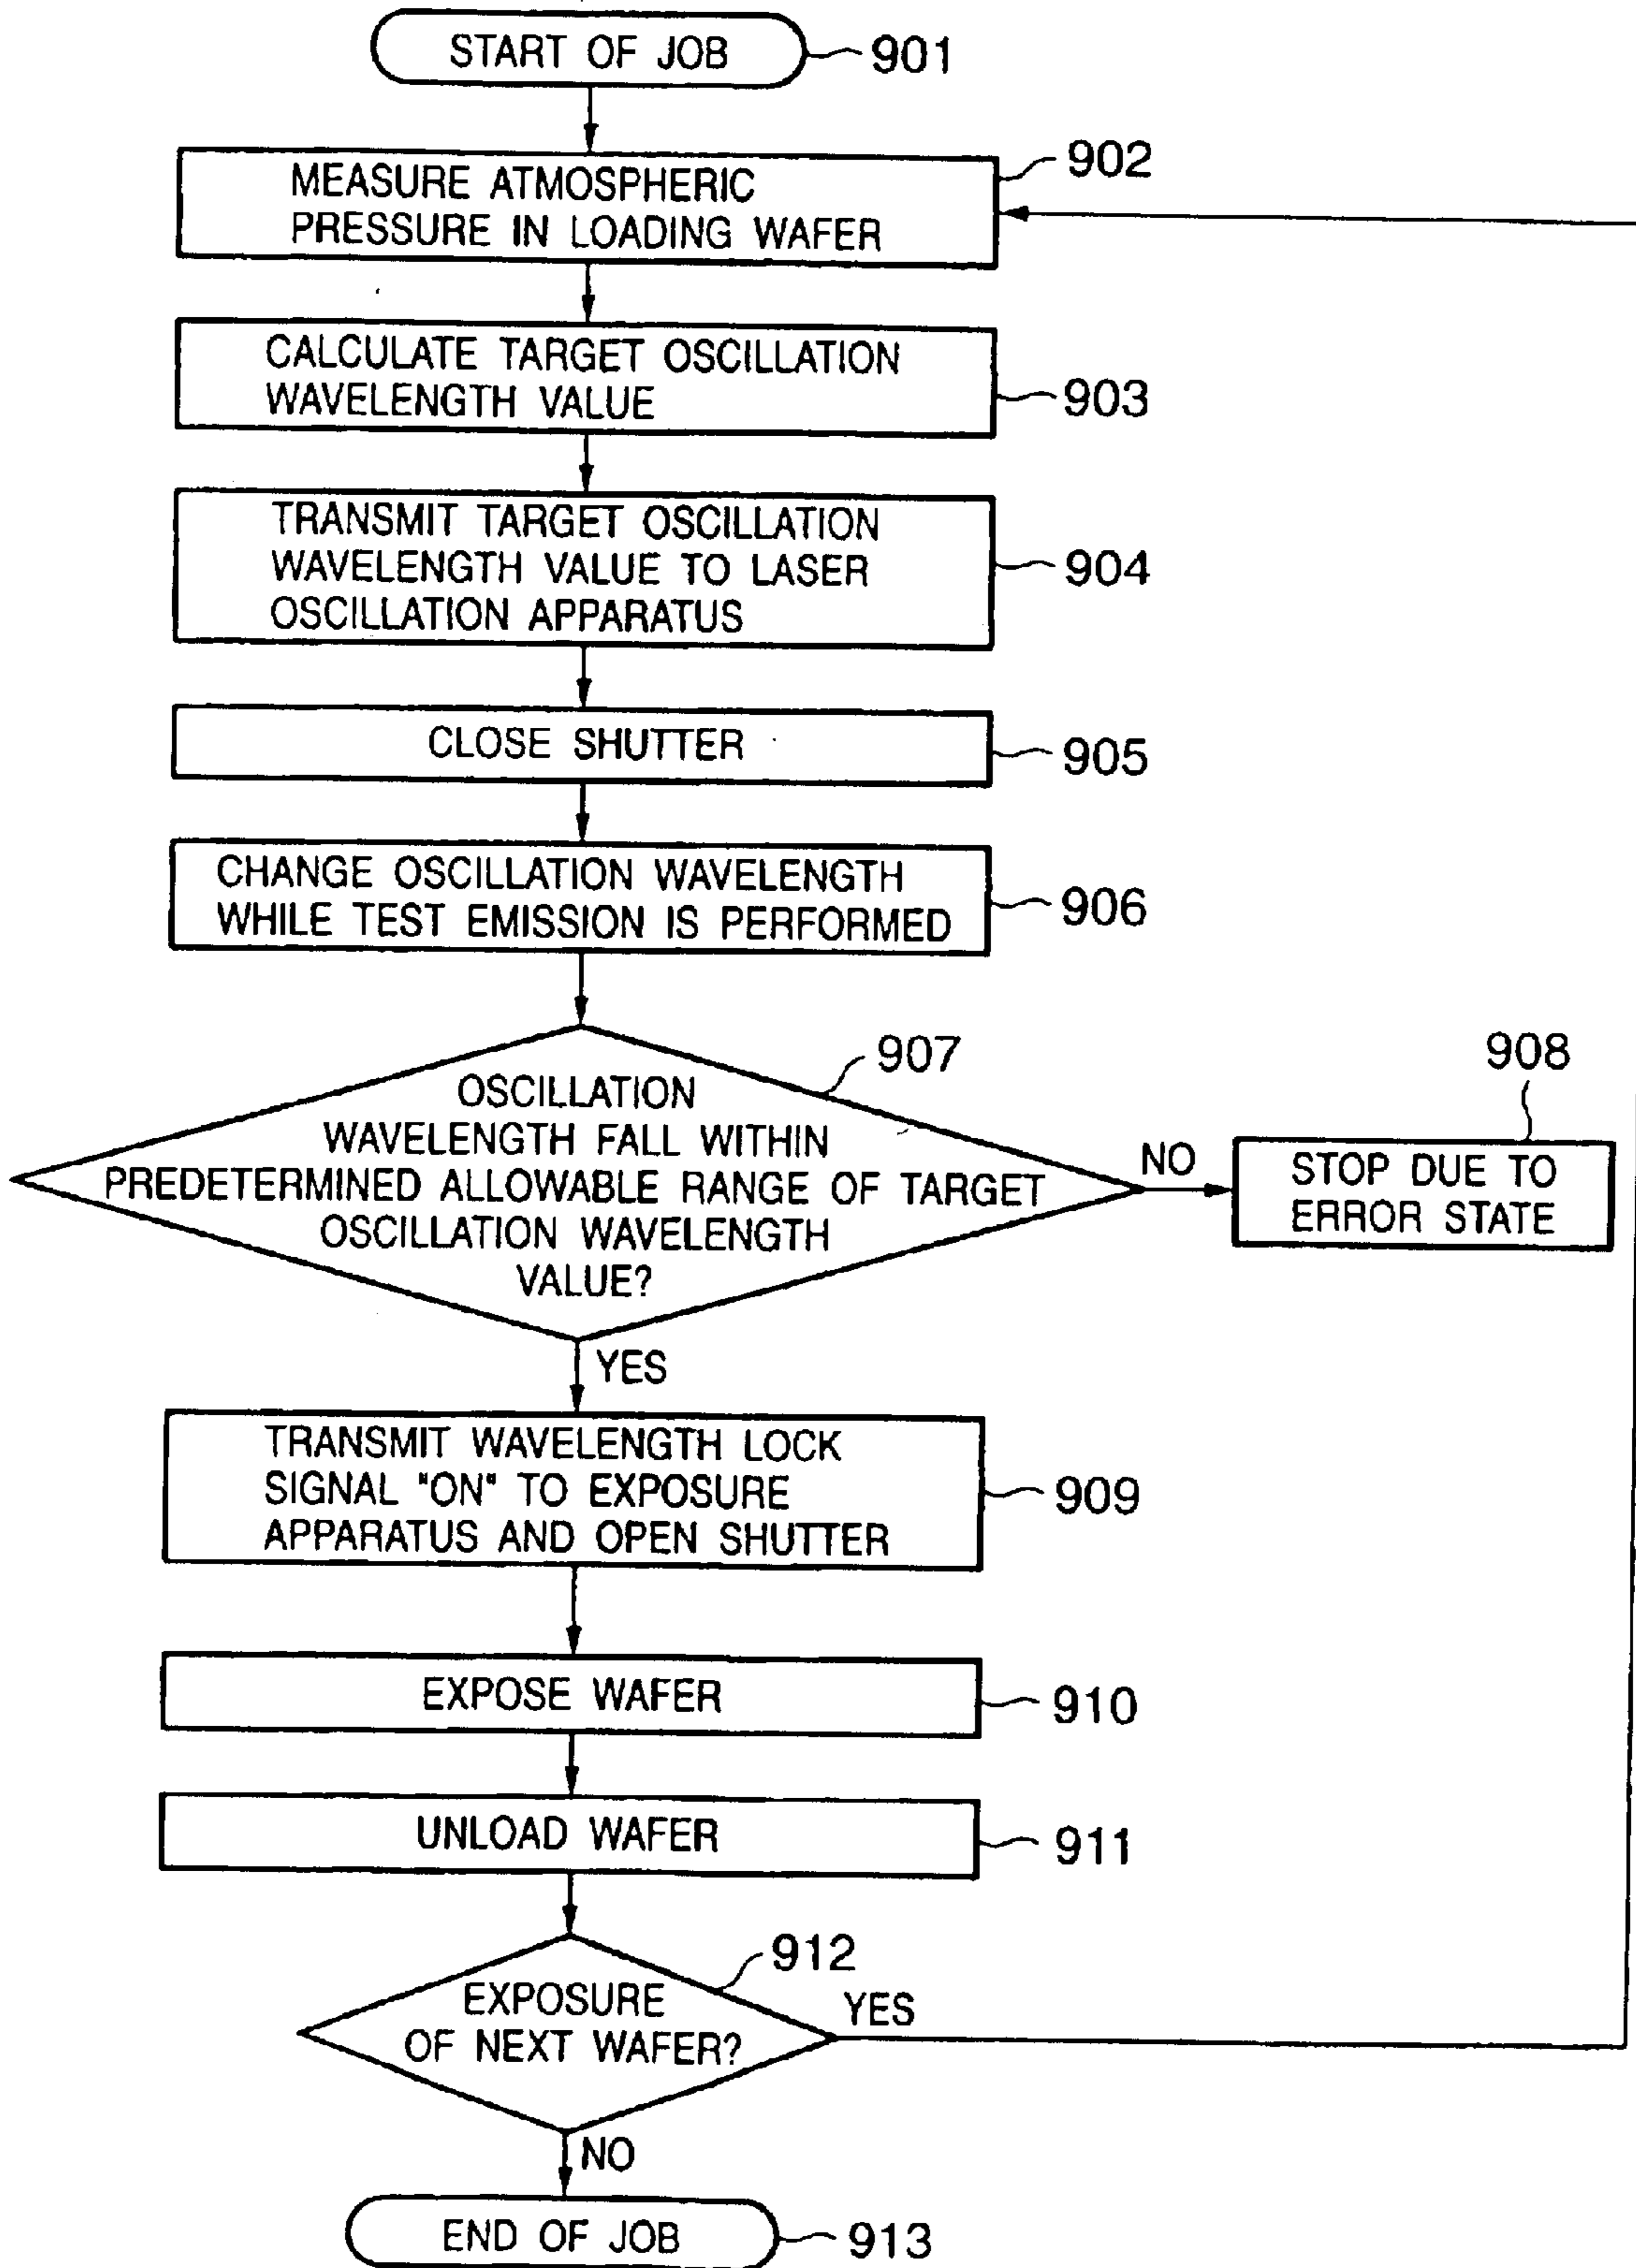 START OF JOB
901
MEASURE ATMOSPHERIC
PRESSURE IN LOADING WAFER
902
CALCULATE TARGET OSCILLATION
WAVELENGTH VALUE
903
TRANSMIT TARGET OSCILLATION
WAVELENGTH VALUE TO LASER
OSCILLATION APPARATUS
904
CLOSE SHUTTER
905
CHANGE OSCILLATION WAVELENGTH
WHILE TEST EMISSION IS PERFORMED
906
907
OSCILLATION
WAVELENGTH FALL WITHIN
PREDETERMINED ALLOWABLE RANGE OF TARGET
OSCILLATION WAVELENGTH
VALUE?
NO
908
STOP DUE TO
ERROR STATE
YES
TRANSMIT WAVELENGTH LOCK
SIGNAL "ON" TO EXPOSURE
APPARATUS AND OPEN SHUTTER
909
EXPOSE WAFER
910
UNLOAD WAFER
911
912
EXPOSURE
OF NEXT WAFER?
YES
NO
END OF JOB
913